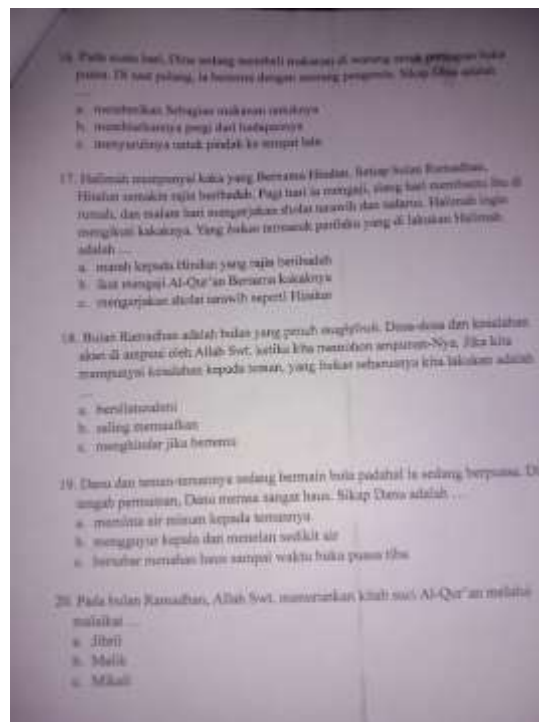 16. Pada suatu hari, Dina sedang membeli makanan di warung untuk persiapan buka
puasa. Di saat pulang, ia bertemu dengan seorang pengemis. Sikap Dina adalah
....
a. memberikan Sebagian makanan untuknya
b. membiarkannya pergi dari hadapannya
c. menyuruhnya untuk pindah ke tempat lain
17. Halimah mempunyai kaka yang Bernama Hindun. Setiap bulan Ramadhan,
Hindun semakin rajin beribadah. Pagi hari ia mengaji, siang hari membantu ibu di
rumah, dan malam hari mengerjakan sholat tarawih dan tadarus. Halimah ingin
mengikuti kakaknya. Yang bukan termasuk perilaku yang di lakukan Halimah
adalah ....
a. marah kepada Hindun yang rajin beribadah
b. ikut mengaji Al-Qur'an Bersama kakaknya
c. mengerjakan sholat tarawih seperti Hindun
18. Bulan Ramadhan adalah bulan yang penuh Dosa-dosa dan kesalahan
akan di ampuni oleh Allah Swt. ketika kita memohon ampunan-Nya. Jika kita
mempunyai kesalahan kepada teman, yang bukan seharusnya kita lakukan adalah
....
a. bersilaturahmi
b. saling memaafkan
c. menghindar jika bertemu
19. Danu dan teman-temannya sedang bermain bola padahal ia sedang berpuasa. Di
tengah permainan, Danu merasa sangat haus. Sikap Danu adalah ....
a. meminta air minum kepada temannya
b. mengguyur kepala dan menelan sedikit air
c. bersabar menahan haus sampai waktu buka puasa tiba
20. Pada bulan Ramadhan, Allah Swt. menurunkan kitab suci Al-Qur'an melalui
malaikat ....
a. Jibril
b. Malik
c. Mikail